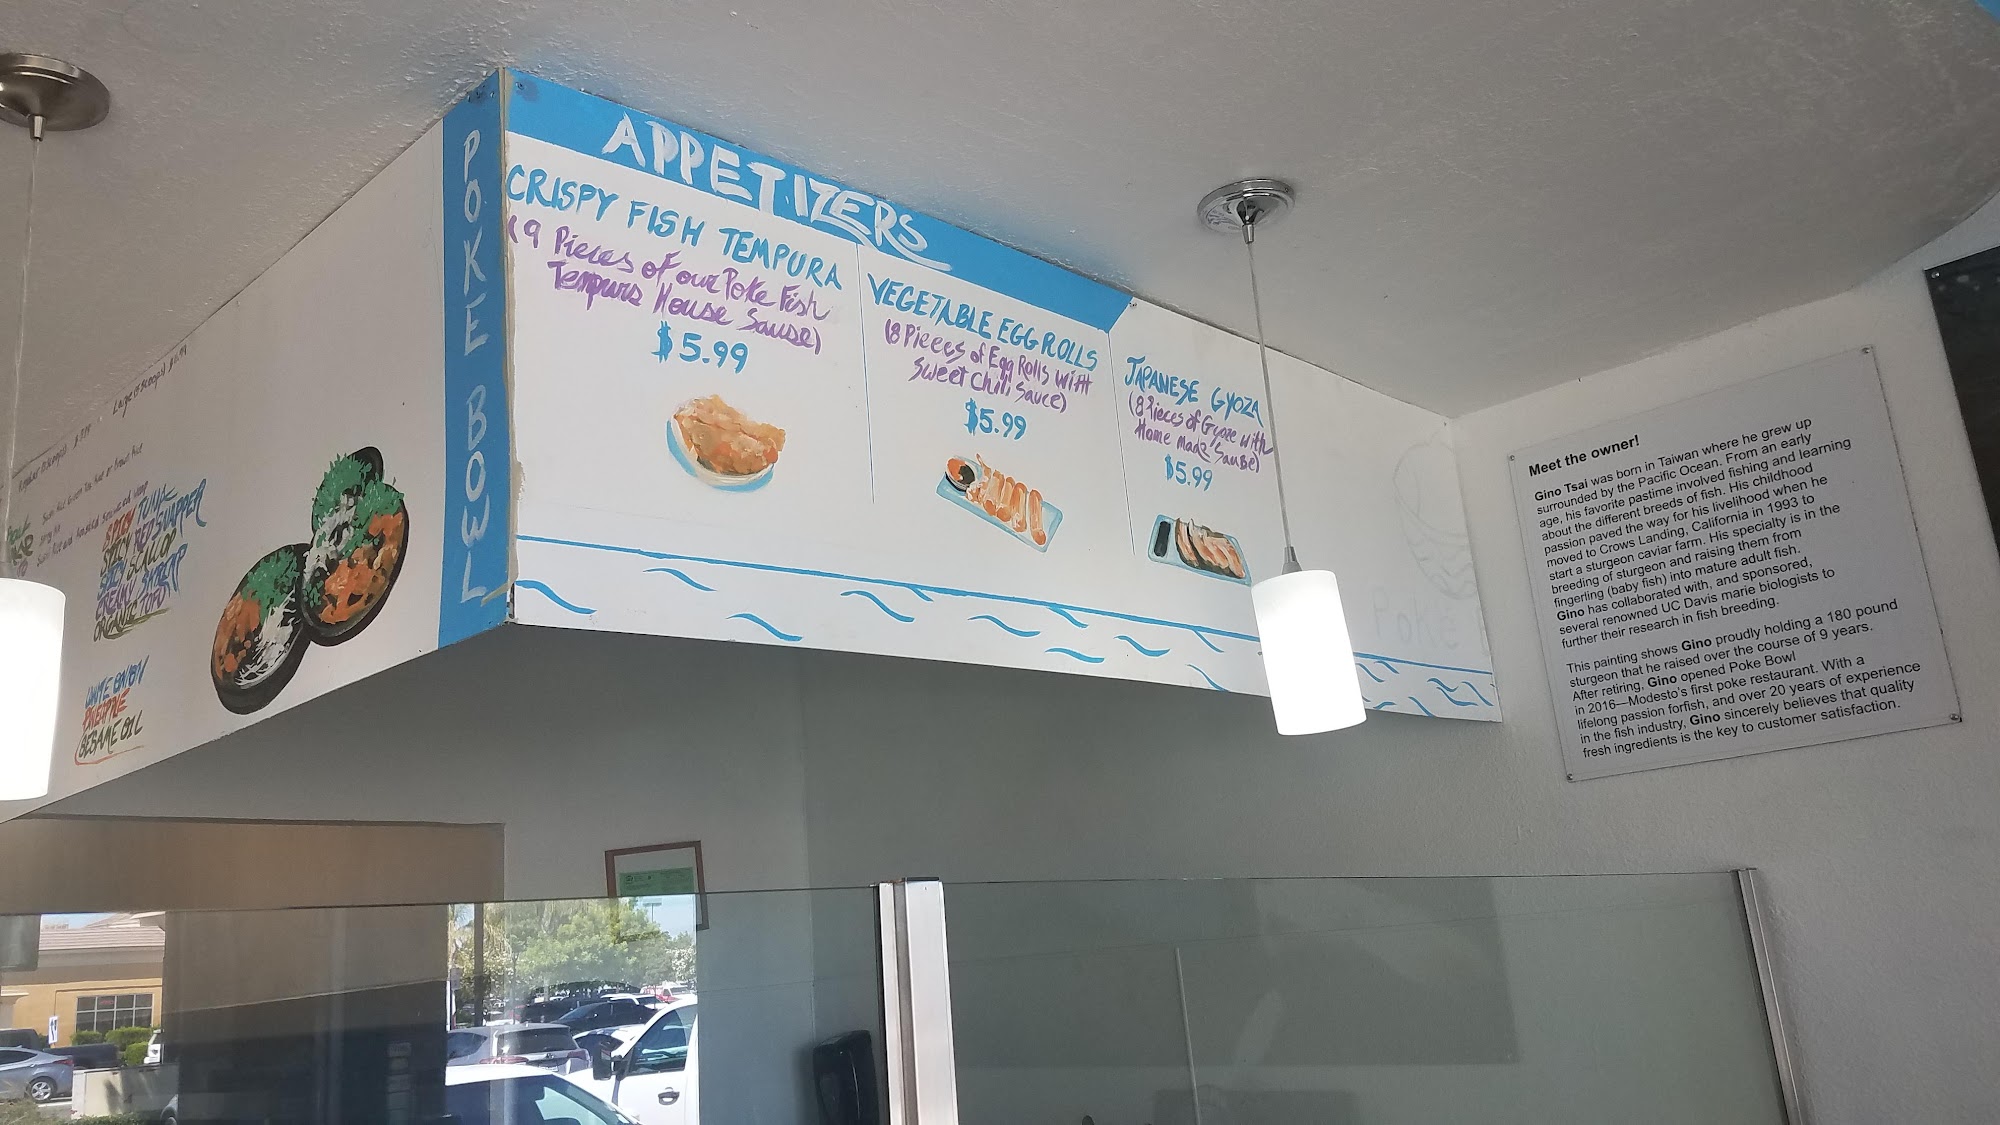 Large (5 Scoops) $11.99
SPICY TUNA
SPICY RED SNAPPER
SPICY SCALLOP
CREAMY SHRIMP
ORGANIC TOFU
WHITE ONION
PINEAPPLE
SESAME OIL
POKE BOWL
APPETIZERS
CRISPY FISH TEMPURA
(9 Pieces of our Poke Fish
Tempura House Sause)
$5.99
VEGETABLE EGG ROLLS
(8 Pieces of Egg Rolls with
Sweet Chili Sauce)
$5.99
JAPANESE GYOZA
(8 Pieces of Gyoze with
Home Made Sause)
$5.99
Poke
Meet the owner!
Gino Tsai was born in Taiwan where he grew up
surrounded by the Pacific Ocean. From an early
age, his favorite pastime involved fishing and learning
about the different breeds of fish. His childhood
passion paved the way for his livelihood when he
moved to Crows Landing, California in 1993 to
start a sturgeon caviar farm. His specialty is in the
breeding of sturgeon and raising them from
fingerling (baby fish) into mature adult fish.
Gino has collaborated with, and sponsored,
several renowned UC Davis marie biologists to
further their research in fish breeding.
This painting shows Gino proudly holding a 180 pound
sturgeon that he raised over the course of 9 years.
After retiring, Gino opened Poke Bowl
in 2016—Modesto's first poke restaurant. With a
lifelong passion forfish, and over 20 years of experience
in the fish industry, Gino sincerely believes that quality
fresh ingredients is the key to customer satisfaction.